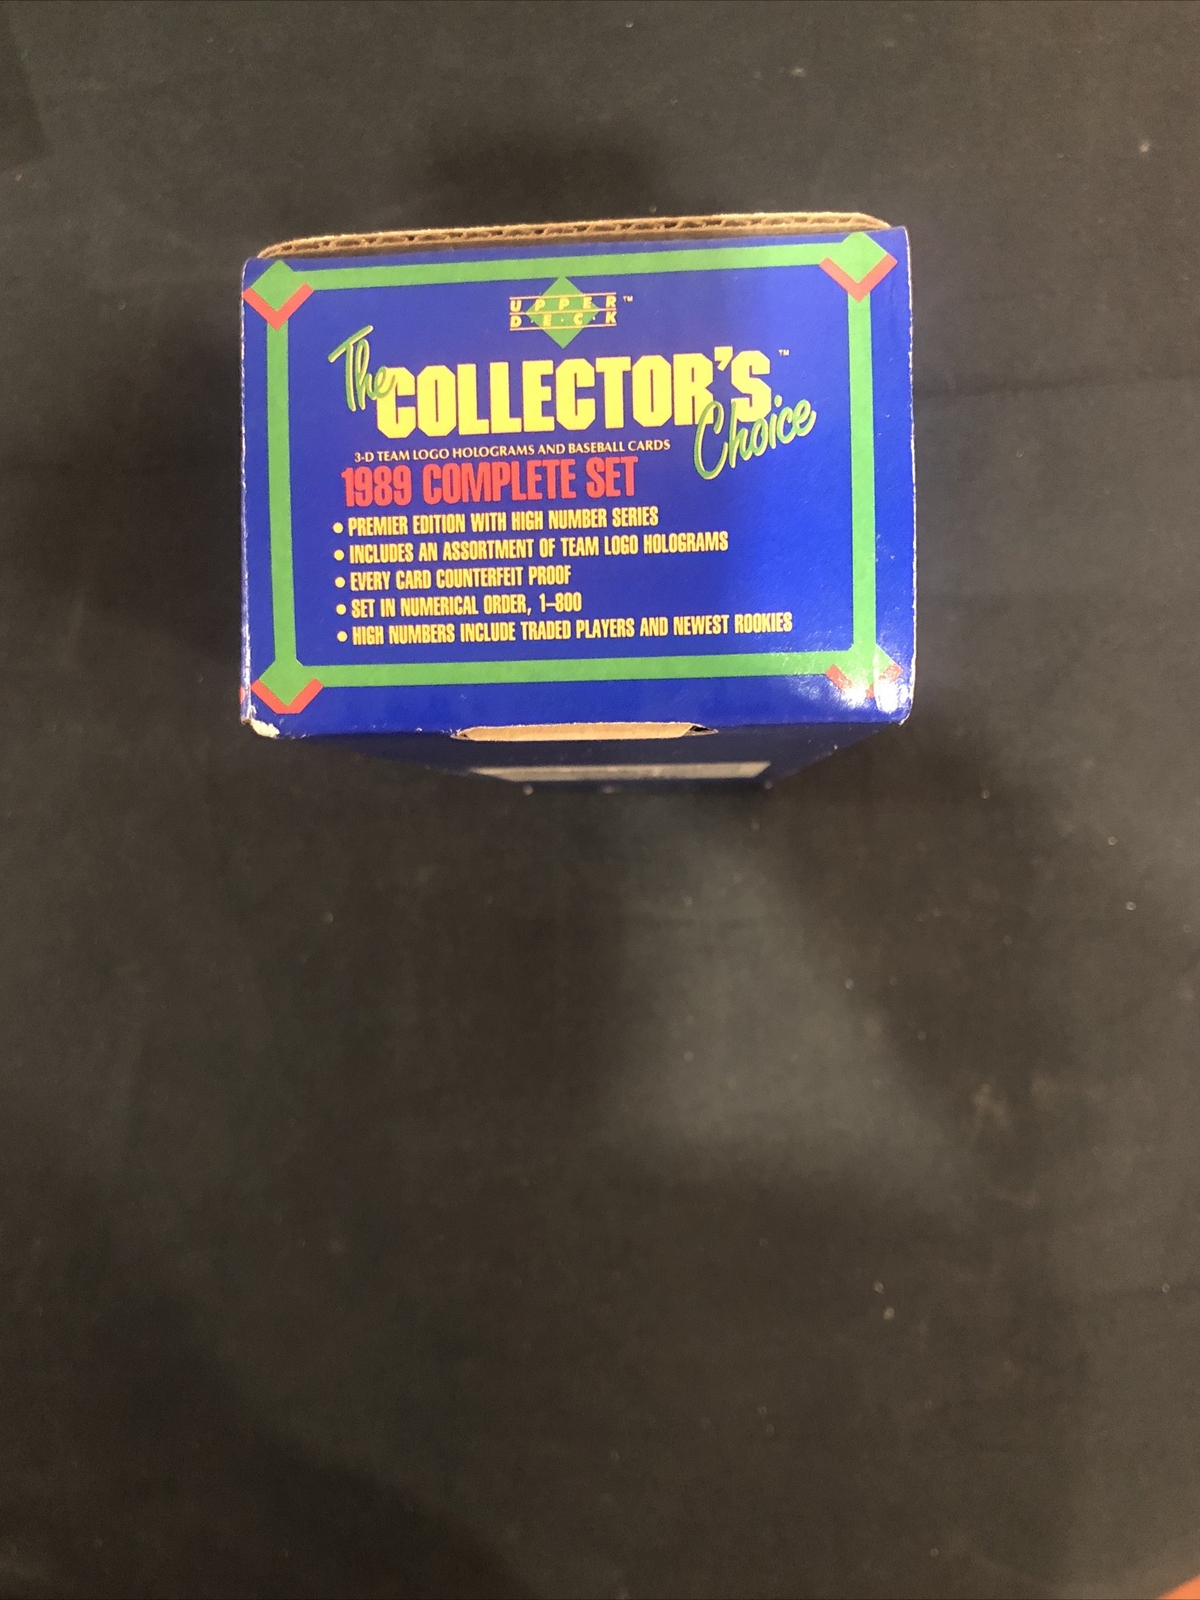 UPPER ™
D·E·C·K
The COLLECTOR'S ™
Choice
3-D TEAM LOGO HOLOGRAMS AND BASEBALL CARDS
1989 COMPLETE SET
• PREMIER EDITION WITH HIGH NUMBER SERIES
• INCLUDES AN ASSORTMENT OF TEAM LOGO HOLOGRAMS
• EVERY CARD COUNTERFEIT PROOF
• SET IN NUMERICAL ORDER, 1–800
• HIGH NUMBERS INCLUDE TRADED PLAYERS AND NEWEST ROOKIES